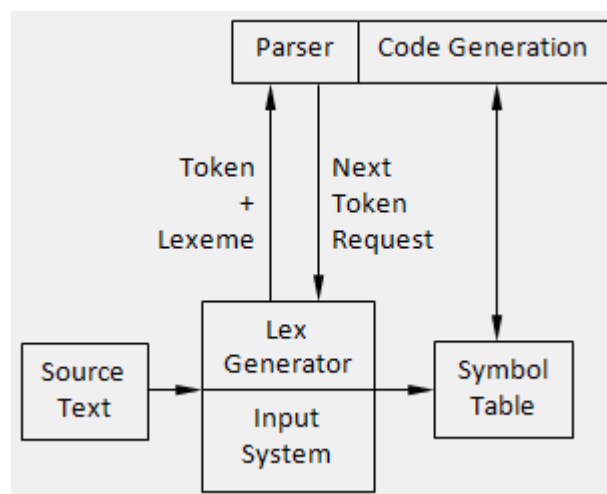 Parser
Code Generation
Token
+
Lexeme
Next
Token
Request
Lex
Generator
Source
Text
Input
System
Symbol
Table